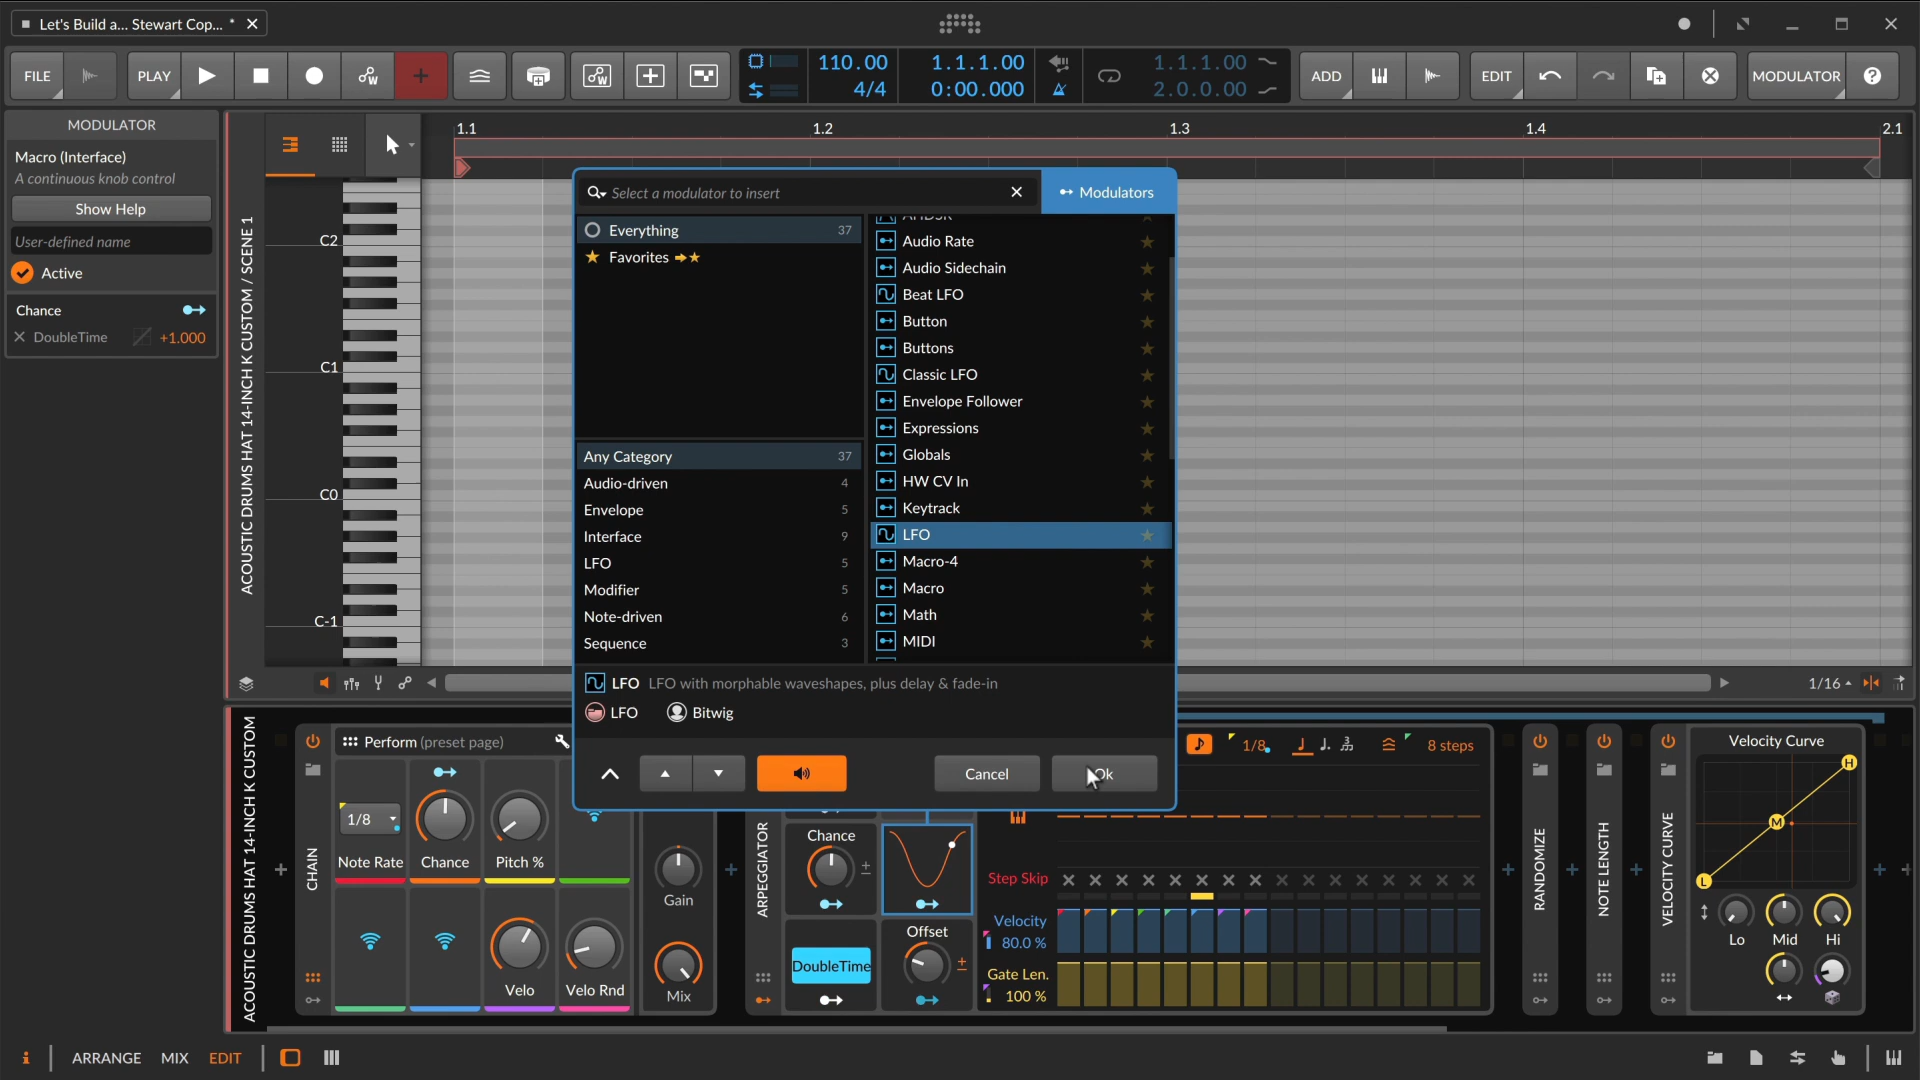 Let's Build a... Stewart Cop... *
FILE
PLAY
110.00
4/4
1.1.1.00
0:00.000
1.1.1.00
2.0.0.00
ADD
EDIT
MODULATOR
MODULATOR
Macro (Interface)
A continuous knob control
Show Help
User-defined name
Active
Chance
DoubleTime
+1.000
ACOUSTIC DRUMS HAT 14-INCH K CUSTOM / SCENE 1
1.1
1.2
1.3
1.4
2.1
C2
C1
C0
C-1
Select a modulator to insert
Modulators
Everything 37
Favorites
Any Category 37
Audio-driven 4
Envelope 5
Interface 9
LFO 5
Modifier 5
Note-driven 6
Sequence 3
AHDSR
Audio Rate
Audio Sidechain
Beat LFO
Button
Buttons
Classic LFO
Envelope Follower
Expressions
Globals
HW CV In
Keytrack
LFO
Macro-4
Macro
Math
MIDI
LFO LFO with morphable waveshapes, plus delay & fade-in
LFO Bitwig
Cancel
Ok
1/16
ACOUSTIC DRUMS HAT 14-INCH K CUSTOM
CHAIN
Perform (preset page)
1/8
Note Rate
Chance
Pitch %
Velo
Velo Rnd
Gain
Mix
ARPEGGIATOR
Chance
DoubleTime
Offset
1/8
3
8 steps
Step Skip
Velocity
80.0 %
Gate Len.
100 %
RANDOMIZE
NOTE LENGTH
VELOCITY CURVE
Velocity Curve
H
M
L
Lo
Mid
Hi
ARRANGE
MIX
EDIT